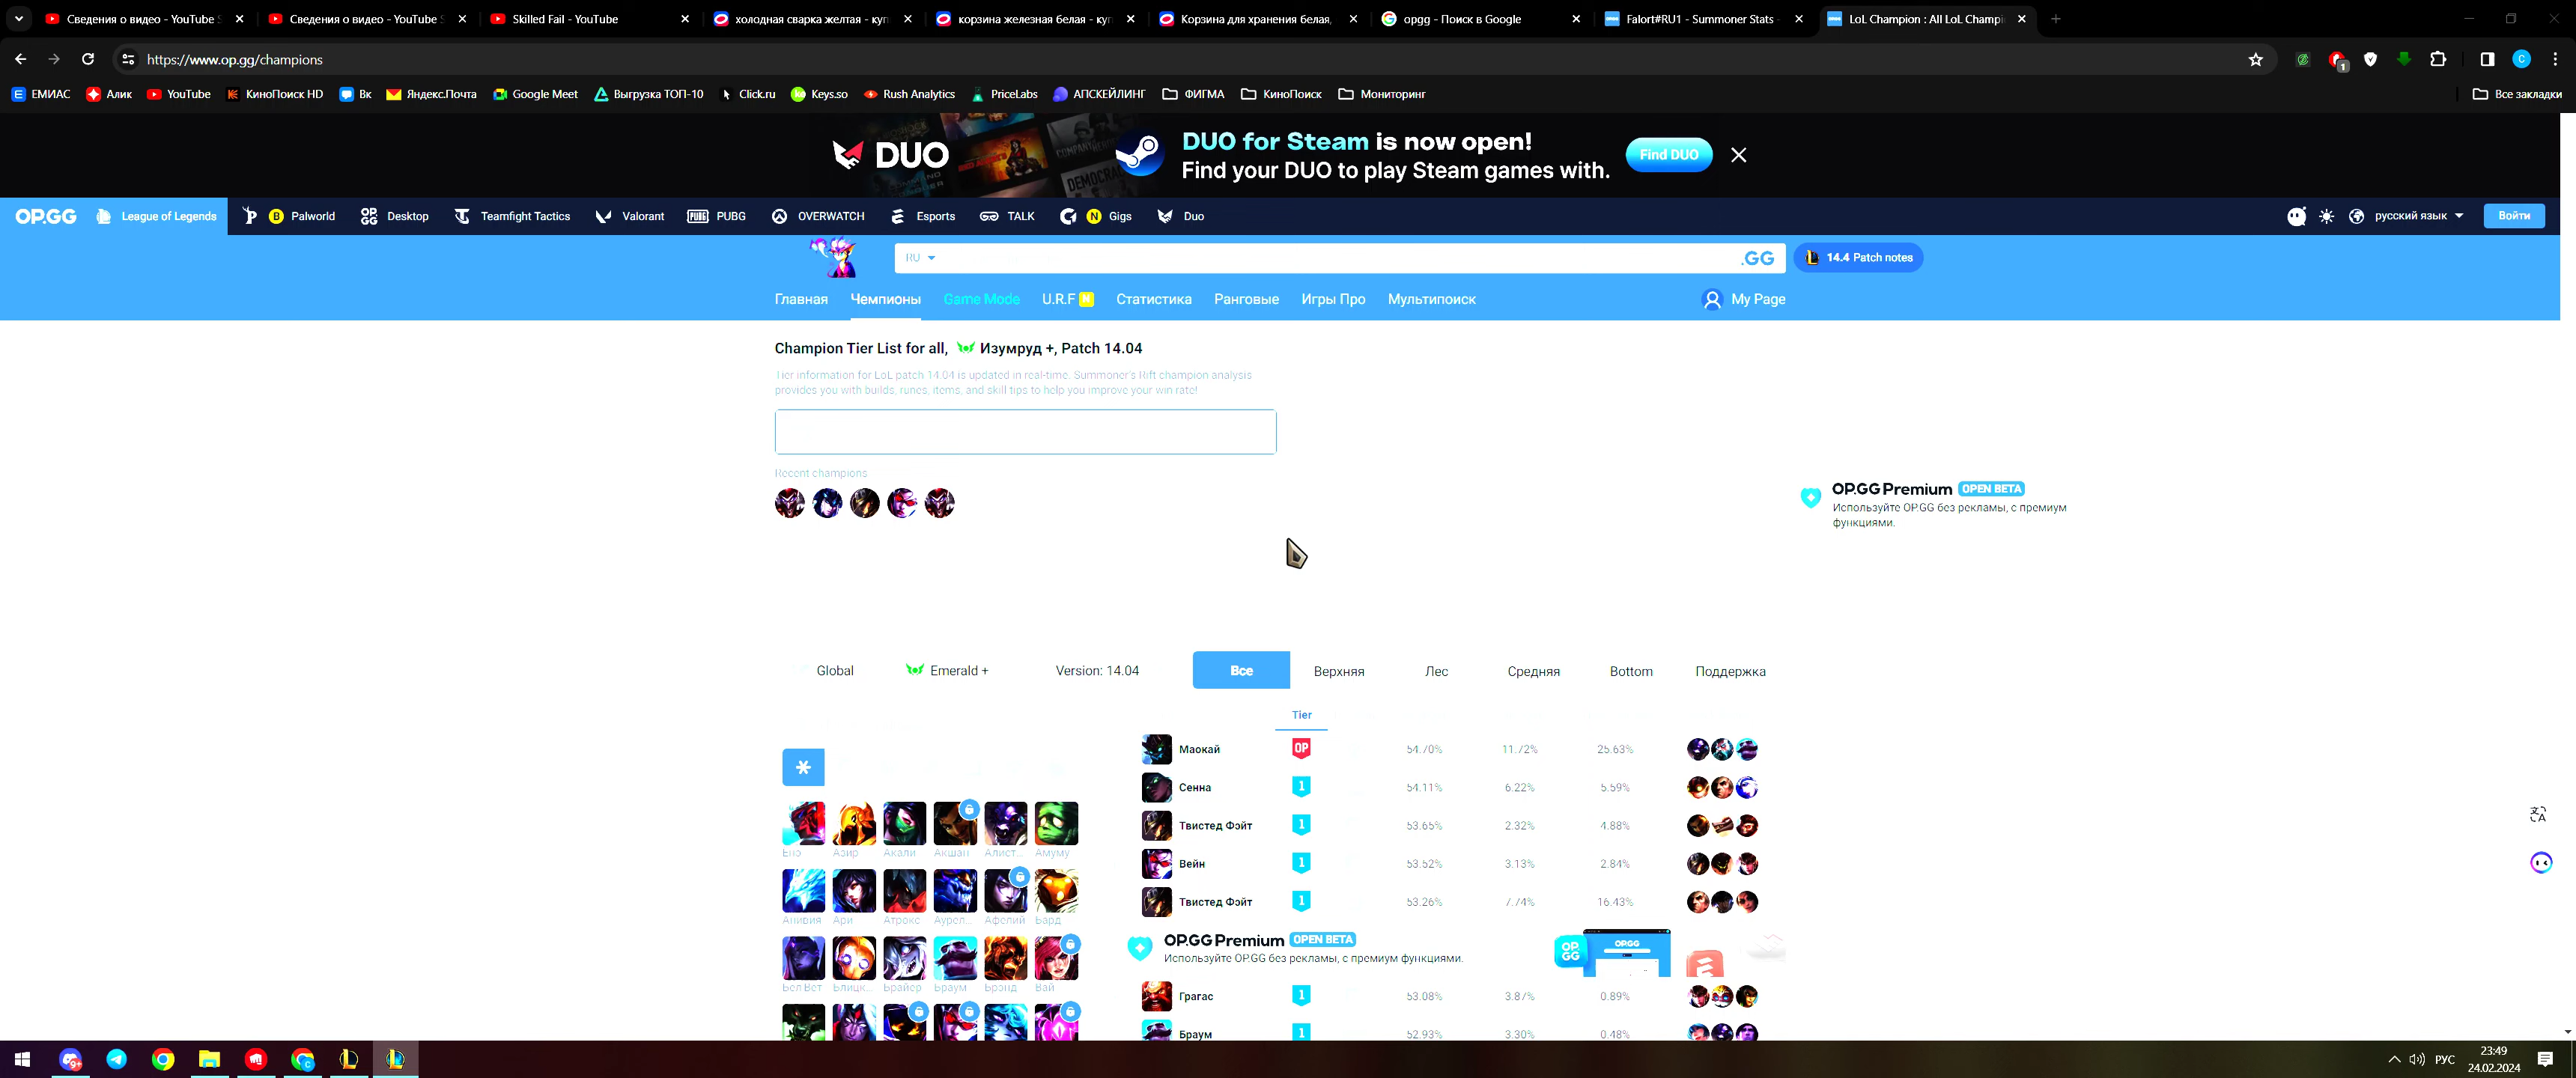 Сведения о видео - YouTube S
Сведения о видео - YouTube S
Skilled Fail - YouTube
холодная сварка желтая - куп
корзина железная белая - куп
Корзина для хранения белая,
opgg - Поиск в Google
Falort#RU1 - Summoner Stats -
LoL Champion : All LoL Champi
https://www.op.gg/champions
1
C
ЕМИАС
Алик
YouTube
КиноПоиск HD
Вк
Яндекс.Почта
Google Meet
Выгрузка ТОП-10
Click.ru
Keys.so
Rush Analytics
PriceLabs
АПСКЕЙЛИНГ
ФИГМА
КиноПоиск
Мониторинг
Все закладки
DUO
DUO for Steam is now open!
Find your DUO to play Steam games with.
Find DUO
OP.GG
League of Legends
B Palworld
Desktop
Teamfight Tactics
Valorant
PUBG
OVERWATCH
Esports
TALK
N Gigs
Duo
русский язык
Войти
RU
.GG
14.4 Patch notes
Главная
Чемпионы
Game Mode
U.R.F N
Статистика
Ранговые
Игры Про
Мультипоиск
My Page
Champion Tier List for all, Изумруд +, Patch 14.04
Tier information for LoL patch 14.04 is updated in real-time. Summoner's Rift champion analysis
provides you with builds, runes, items, and skill tips to help you improve your win rate!
Recent champions
OP.GG Premium OPEN BETA
Используйте OP.GG без рекламы, с премиум
функциями.
Global
Emerald +
Version: 14.04
Все
Верхняя
Лес
Средняя
Bottom
Поддержка
Tier
Маокай OP 54.70% 11.72% 25.63%
Сенна 1 54.11% 6.22% 5.59%
Твистед Фэйт 1 53.65% 2.32% 4.88%
Вейн 1 53.52% 3.13% 2.84%
Твистед Фэйт 1 53.26% 7.74% 16.43%
OP.GG Premium OPEN BETA
Используйте OP.GG без рекламы, с премиум функциями.
OP.GG
OP.GG
Грагас 1 53.08% 3.87% 0.89%
Браум 1 52.93% 3.30% 0.48%
Ёнэ Азир Акали Акшан Алист... Амуму
Анивия Ари Атрокс Аурел... Афелий Бард
Бел'Вет Блицк... Брайер Браум Брэнд Вай
9+
РУС
23:49
24.02.2024